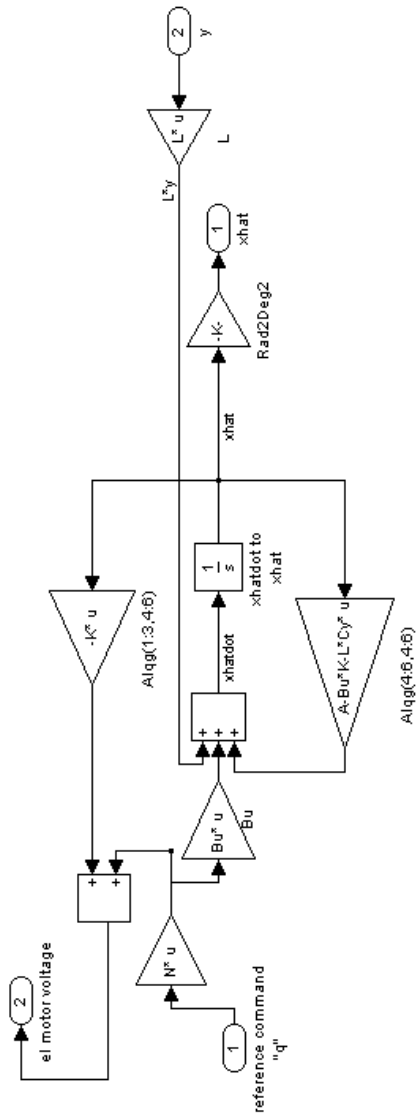 2
el motor voltage
+
+
-K* u
Alqg(1:3,4:6)
L*y
L* u
L
2
y
1
reference command
"q"
N* u
Bu* u
Bu
+
+
+
xhatdot
1
s
xhatdot to
xhat
xhat
-K-
Rad2Deg2
1
xhat
A-Bu*K-L*Cy* u
Alqg(4:6,4:6)